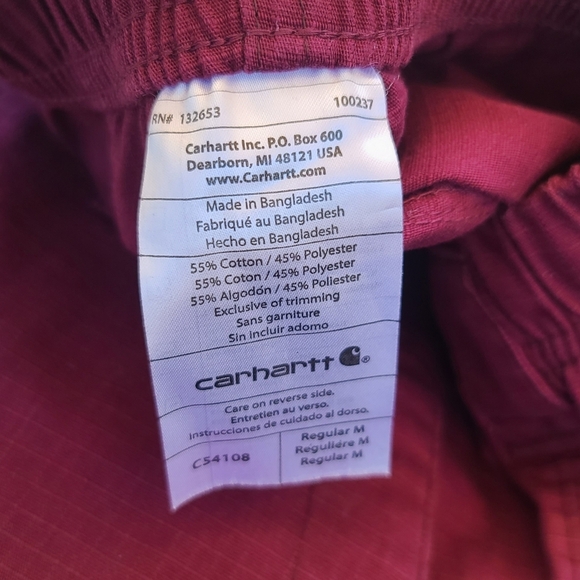 RN# 132653 100237
Carhartt Inc. P.O. Box 600
Dearborn, MI 48121 USA
www.Carhartt.com
Made in Bangladesh
Fabriqué au Bangladesh
Hecho en Bangladesh
55% Cotton / 45% Polyester
55% Coton / 45% Polyester
55% Algodón / 45% Poliester
Exclusive of trimming
Sans garniture
Sin incluir adorno
carhartt ®
Care on reverse side.
Entretien au verso.
Instrucciones de cuidado al dorso.
C54108
Regular M
Regulière M
Regular M